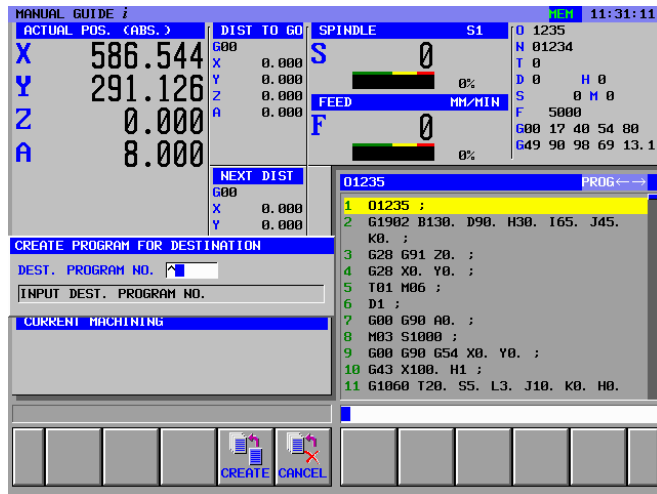 MANUAL GUIDE i MEM 11:31:11
ACTUAL POS. (ABS.)
X 586.544
Y 291.126
Z 0.000
A 8.000
DIST TO GO
G00
X 0.000
Y 0.000
Z 0.000
A 0.000
NEXT DIST
G00
X 0.000
Y 0.000
SPINDLE S1
S 0
0%
FEED MM/MIN
F 0
0%
O 1235
N 01234
T 0
D 0 H 0
S 0 M 0
F 5000
G00 17 40 54 80
G49 90 98 69 13.1
CREATE PROGRAM FOR DESTINATION
DEST. PROGRAM NO. ^
INPUT DEST. PROGRAM NO.
CURRENT MACHINING
O1235 PROG←→
1 O1235 ;
2 G1902 B130. D90. H30. I65. J45.
K0. ;
3 G28 G91 Z0. ;
4 G28 X0. Y0. ;
5 T01 M06 ;
6 D1 ;
7 G00 G90 A0. ;
8 M03 S1000 ;
9 G00 G90 G54 X0. Y0. ;
10 G43 X100. H1 ;
11 G1060 T20. S5. L3. J10. K0. H0.
CREATE CANCEL